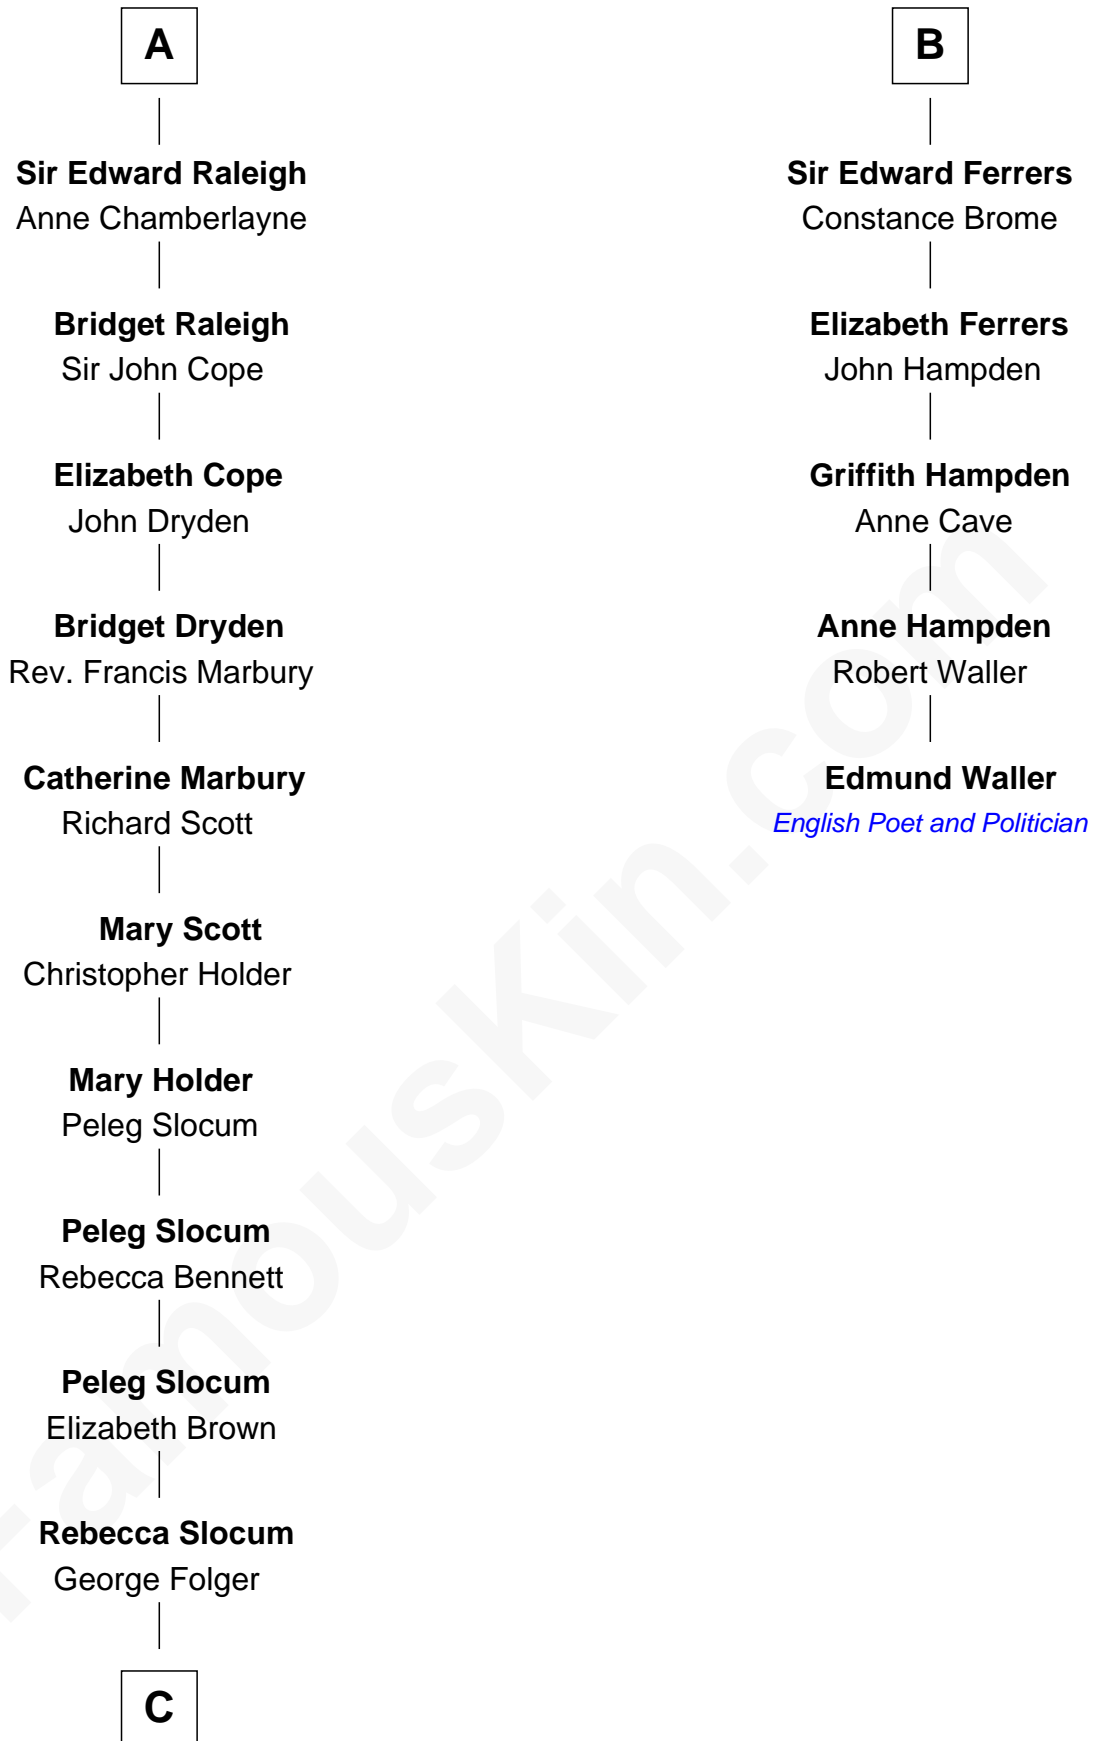 A
Sir Edward Raleigh
Anne Chamberlayne
Bridget Raleigh
Sir John Cope
Elizabeth Cope
John Dryden
Bridget Dryden
Rev. Francis Marbury
Catherine Marbury
Richard Scott
Mary Scott
Christopher Holder
Mary Holder
Peleg Slocum
Peleg Slocum
Rebecca Bennett
Peleg Slocum
Elizabeth Brown
Rebecca Slocum
George Folger
C
B
Sir Edward Ferrers
Constance Brome
Elizabeth Ferrers
John Hampden
Griffith Hampden
Anne Cave
Anne Hampden
Robert Waller
Edmund Waller
English Poet and Politician
FamousKin.com